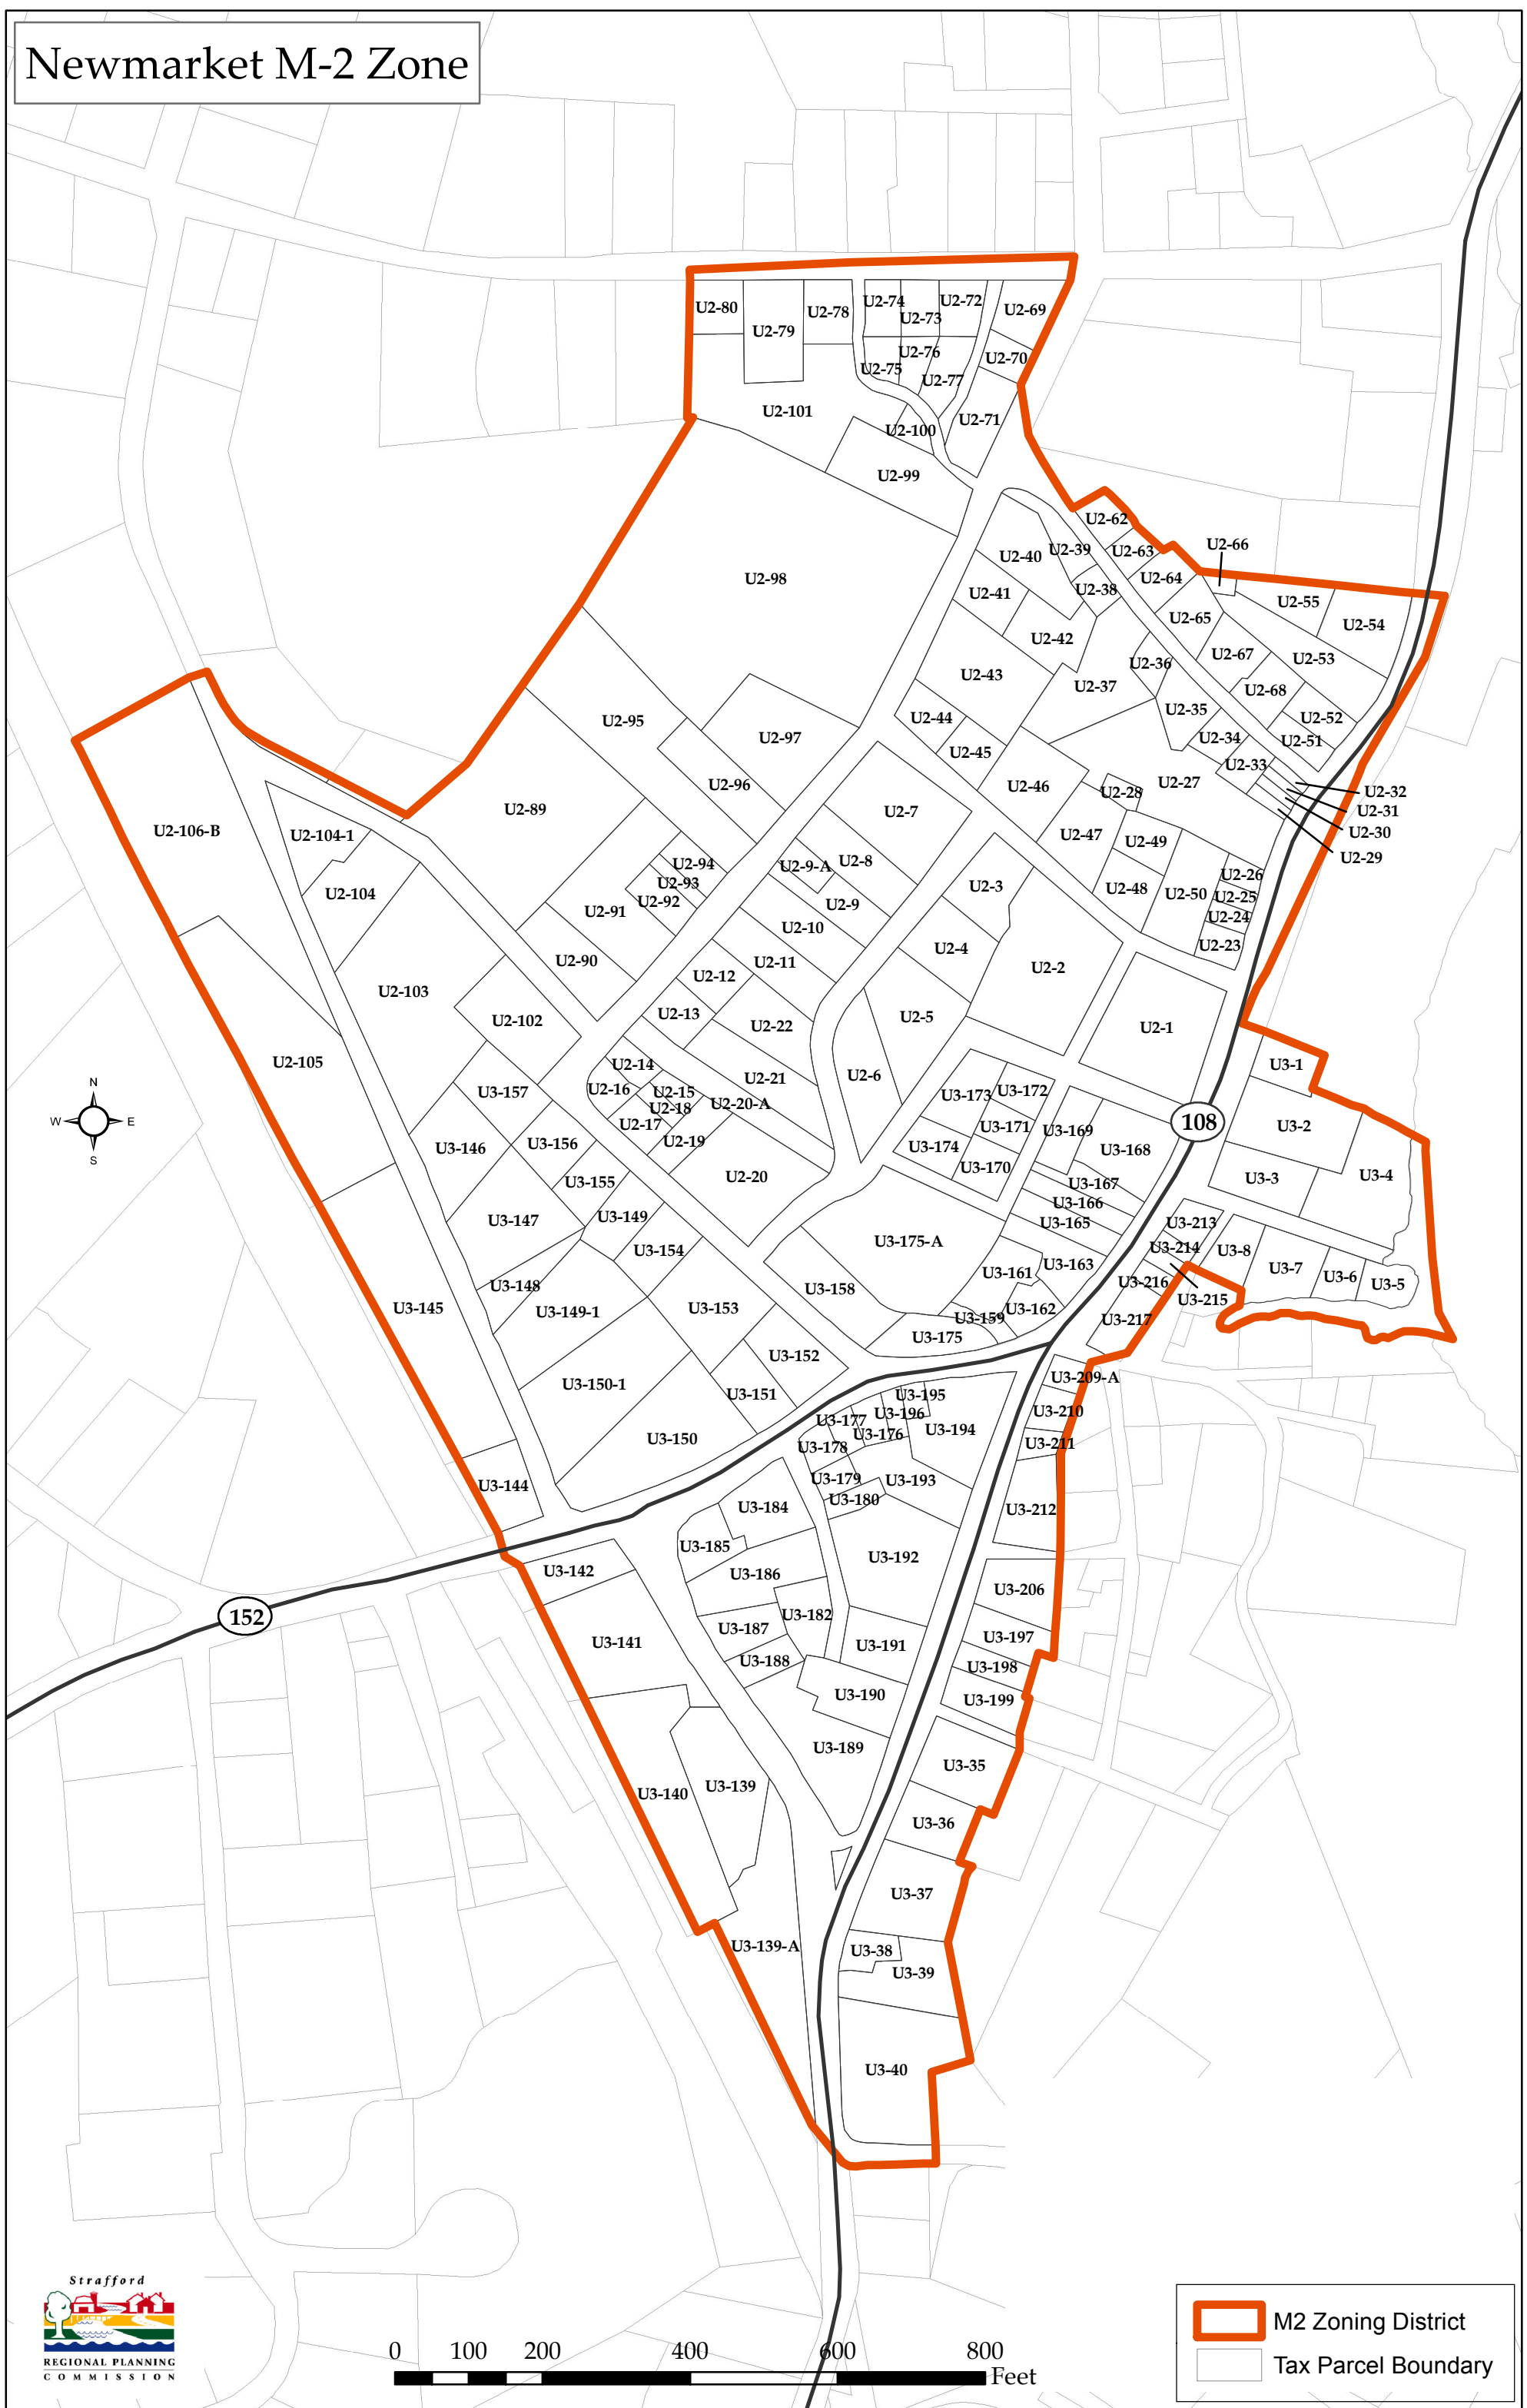 Newmarket M-2 Zone
U2-80
U2-79
U2-78
U2-74
U2-73
U2-72
U2-69
U2-76
U2-75
U2-77
U2-70
U2-101
U2-100
U2-71
U2-99
U2-62
U2-40
U2-39
U2-63
U2-66
U2-98
U2-64
U2-38
U2-41
U2-55
U2-65
U2-54
U2-42
U2-67
U2-53
U2-36
U2-43
U2-37
U2-68
U2-95
U2-35
U2-44
U2-52
U2-97
U2-34
U2-51
U2-45
U2-33
U2-96
U2-46
U2-28
U2-27
U2-32
U2-31
U2-30
U2-29
U2-89
U2-7
U2-106-B
U2-104-1
U2-47
U2-49
U2-94
U2-9-A
U2-8
U2-93
U2-26
U2-104
U2-92
U2-91
U2-9
U2-3
U2-48
U2-50
U2-25
U2-24
U2-10
U2-23
U2-90
U2-11
U2-4
U2-12
U2-2
U2-103
U2-102
U2-13
U2-22
U2-5
U2-1
U2-105
U2-14
U2-21
U2-6
U3-1
U2-16
U2-15
U2-18
U2-20-A
U2-17
U2-19
U3-157
U3-173
U3-172
N
W
E
S
108
U3-171
U3-169
U3-168
U3-2
U3-146
U3-156
U3-174
U3-170
U3-155
U2-20
U3-167
U3-166
U3-165
U3-3
U3-4
U3-147
U3-149
U3-154
U3-175-A
U3-213
U3-214
U3-8
U3-7
U3-6
U3-5
U3-148
U3-158
U3-161
U3-163
U3-216
U3-215
U3-145
U3-149-1
U3-153
U3-162
U3-159
U3-217
U3-175
U3-152
U3-150-1
U3-151
U3-209-A
U3-195
U3-196
U3-210
U3-177
U3-176
U3-194
U3-211
U3-150
U3-178
U3-144
U3-179
U3-193
U3-180
U3-184
U3-212
U3-185
U3-142
U3-186
U3-192
U3-206
152
U3-182
U3-141
U3-187
U3-191
U3-197
U3-188
U3-198
U3-190
U3-199
U3-189
U3-35
U3-140
U3-139
U3-36
U3-37
U3-139-A
U3-38
U3-39
U3-40
Strafford
REGIONAL PLANNING
COMMISSION
0 100 200 400 600 800
Feet
M2 Zoning District
Tax Parcel Boundary